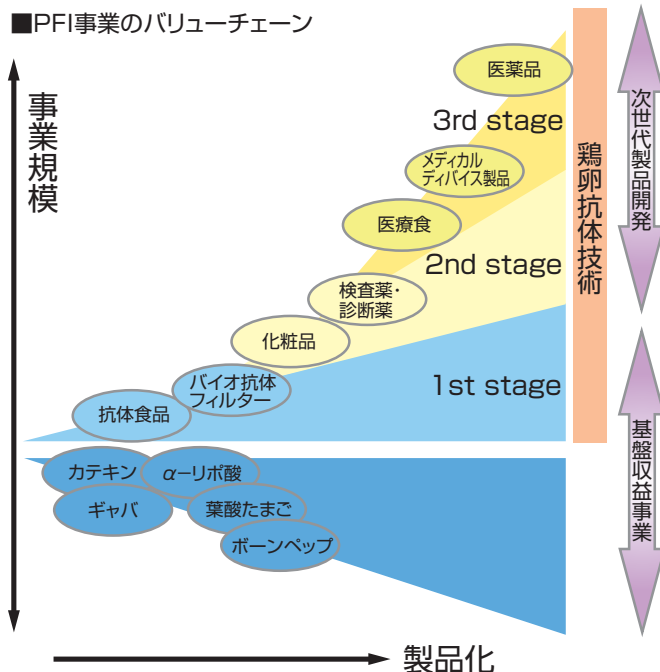 ■PFI事業のバリューチェーン
事業規模
医薬品
3rd stage
メディカル
ディバイス製品
医療食
2nd stage
検査薬・
診断薬
化粧品
バイオ抗体
フィルター
1st stage
抗体食品
鶏卵抗体技術
次世代製品開発
基盤収益事業
カテキン
α−リポ酸
ギャバ
葉酸たまご
ボーンペップ
製品化